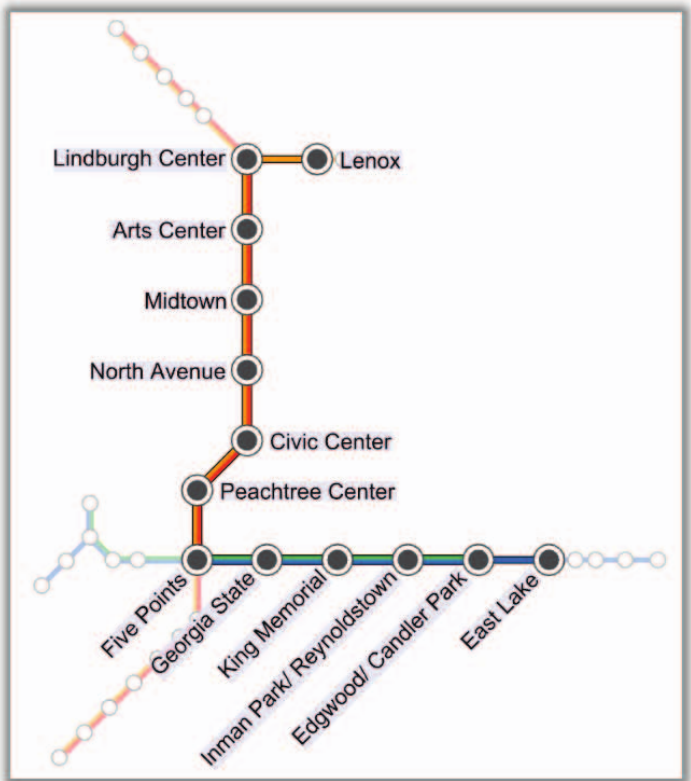 Lindburgh Center
Lenox
Arts Center
Midtown
North Avenue
Civic Center
Peachtree Center
Five Points
Georgia State
King Memorial
Inman Park/ Reynoldstown
Edgwood/ Candler Park
East Lake